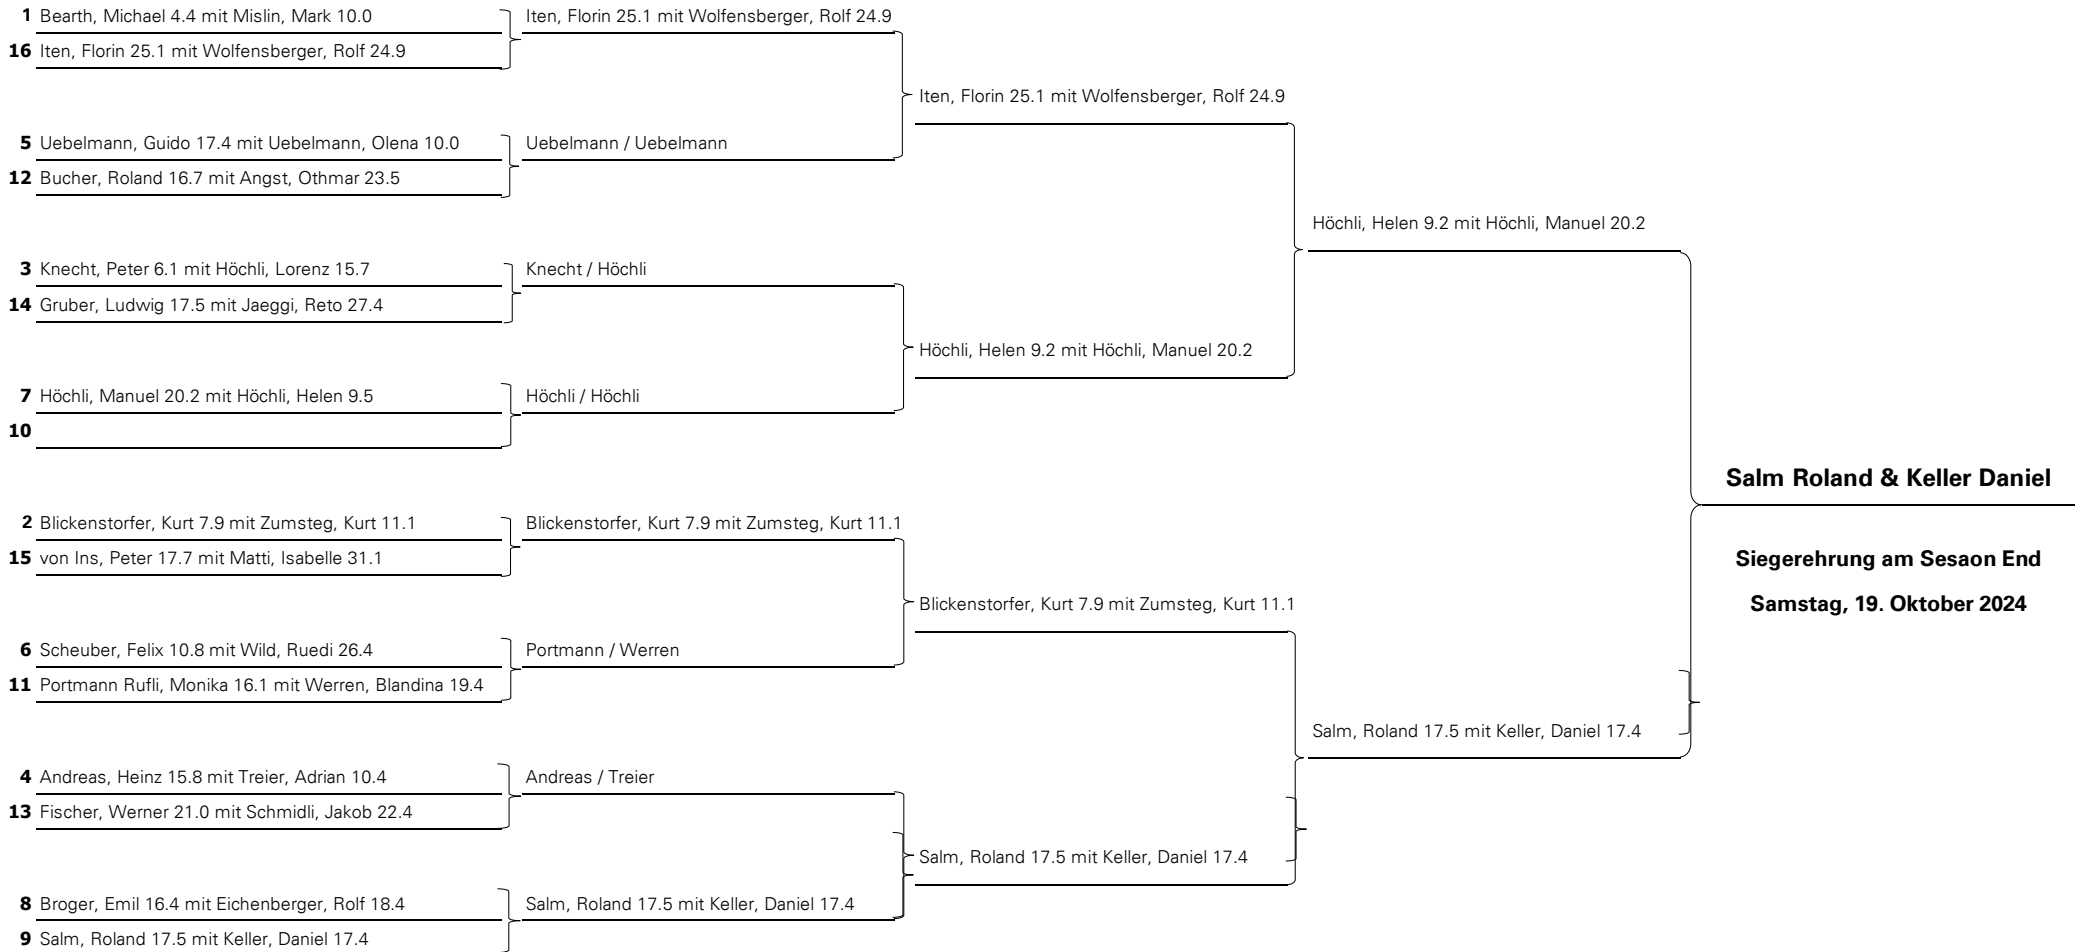 1 Bearth, Michael 4.4 mit Mislin, Mark 10.0
16 Iten, Florin 25.1 mit Wolfensberger, Rolf 24.9
5 Uebelmann, Guido 17.4 mit Uebelmann, Olena 10.0
12 Bucher, Roland 16.7 mit Angst, Othmar 23.5
3 Knecht, Peter 6.1 mit Höchli, Lorenz 15.7
14 Gruber, Ludwig 17.5 mit Jaeggi, Reto 27.4
7 Höchli, Manuel 20.2 mit Höchli, Helen 9.5
10
2 Blickenstorfer, Kurt 7.9 mit Zumsteg, Kurt 11.1
15 von Ins, Peter 17.7 mit Matti, Isabelle 31.1
6 Scheuber, Felix 10.8 mit Wild, Ruedi 26.4
11 Portmann Rufli, Monika 16.1 mit Werren, Blandina 19.4
4 Andreas, Heinz 15.8 mit Treier, Adrian 10.4
13 Fischer, Werner 21.0 mit Schmidli, Jakob 22.4
8 Broger, Emil 16.4 mit Eichenberger, Rolf 18.4
9 Salm, Roland 17.5 mit Keller, Daniel 17.4
Iten, Florin 25.1 mit Wolfensberger, Rolf 24.9
Uebelmann / Uebelmann
Knecht / Höchli
Höchli / Höchli
Blickenstorfer, Kurt 7.9 mit Zumsteg, Kurt 11.1
Portmann / Werren
Andreas / Treier
Salm, Roland 17.5 mit Keller, Daniel 17.4
Iten, Florin 25.1 mit Wolfensberger, Rolf 24.9
Höchli, Helen 9.2 mit Höchli, Manuel 20.2
Blickenstorfer, Kurt 7.9 mit Zumsteg, Kurt 11.1
Salm, Roland 17.5 mit Keller, Daniel 17.4
Höchli, Helen 9.2 mit Höchli, Manuel 20.2
Salm, Roland 17.5 mit Keller, Daniel 17.4
Salm Roland & Keller Daniel
Siegerehrung am Sesaon End
Samstag, 19. Oktober 2024